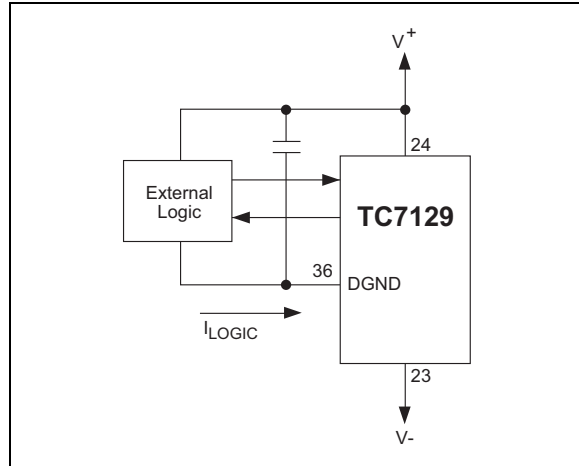 V+
24
External
Logic
TC7129
36
DGND
ILOGIC
23
V-